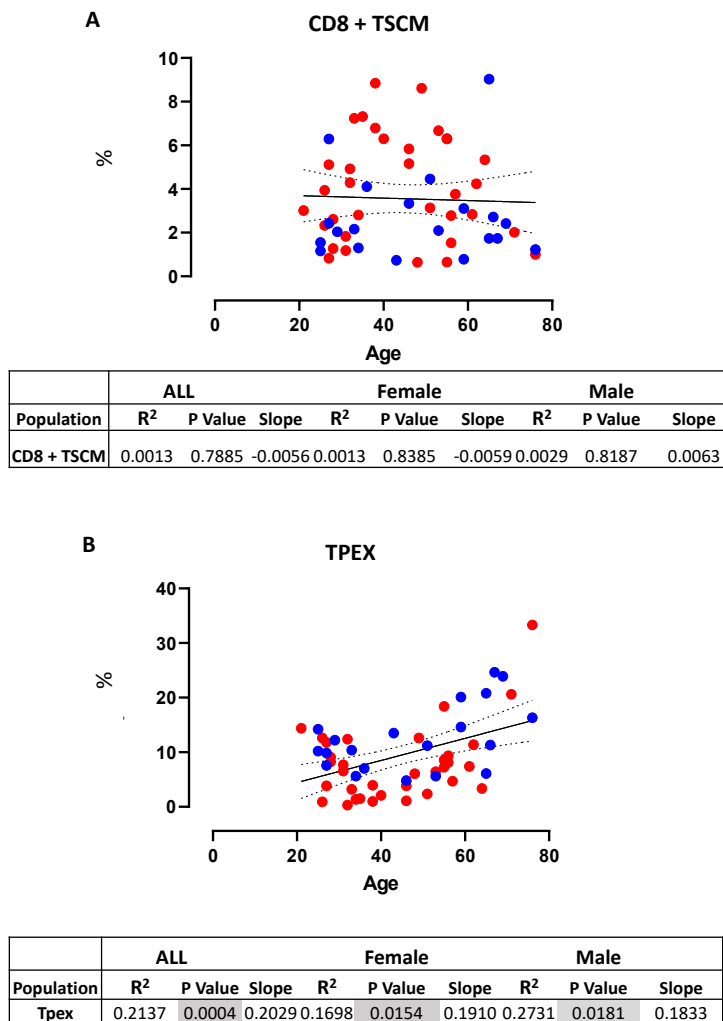 A
CD8 + TSCM
10
8
6
4
2
0
%
0 20 40 60 80
Age
ALL Female Male
Population R² P Value Slope R² P Value Slope R² P Value Slope
CD8 + TSCM 0.0013 0.7885 -0.0056 0.0013 0.8385 -0.0059 0.0029 0.8187 0.0063
B
TPEX
40
30
20
10
0
%
0 20 40 60 80
Age
ALL Female Male
Population R² P Value Slope R² P Value Slope R² P Value Slope
Tpex 0.2137 0.0004 0.2029 0.1698 0.0154 0.1910 0.2731 0.0181 0.1833